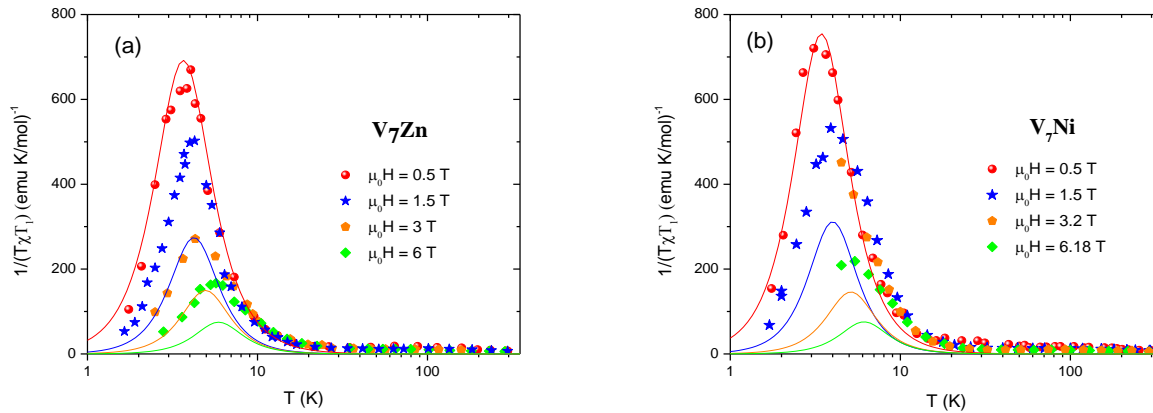 (a)
800
600
400
200
0
1/(TχT₁) (emu K/mol)⁻¹
V₇Zn
μ₀H = 0.5 T
μ₀H = 1.5 T
μ₀H = 3 T
μ₀H = 6 T
1 10 100
T (K)
(b)
800
600
400
200
0
1/(TχT₁) (emu K/mol)⁻¹
V₇Ni
μ₀H = 0.5 T
μ₀H = 1.5 T
μ₀H = 3.2 T
μ₀H = 6.18 T
1 10 100
T (K)